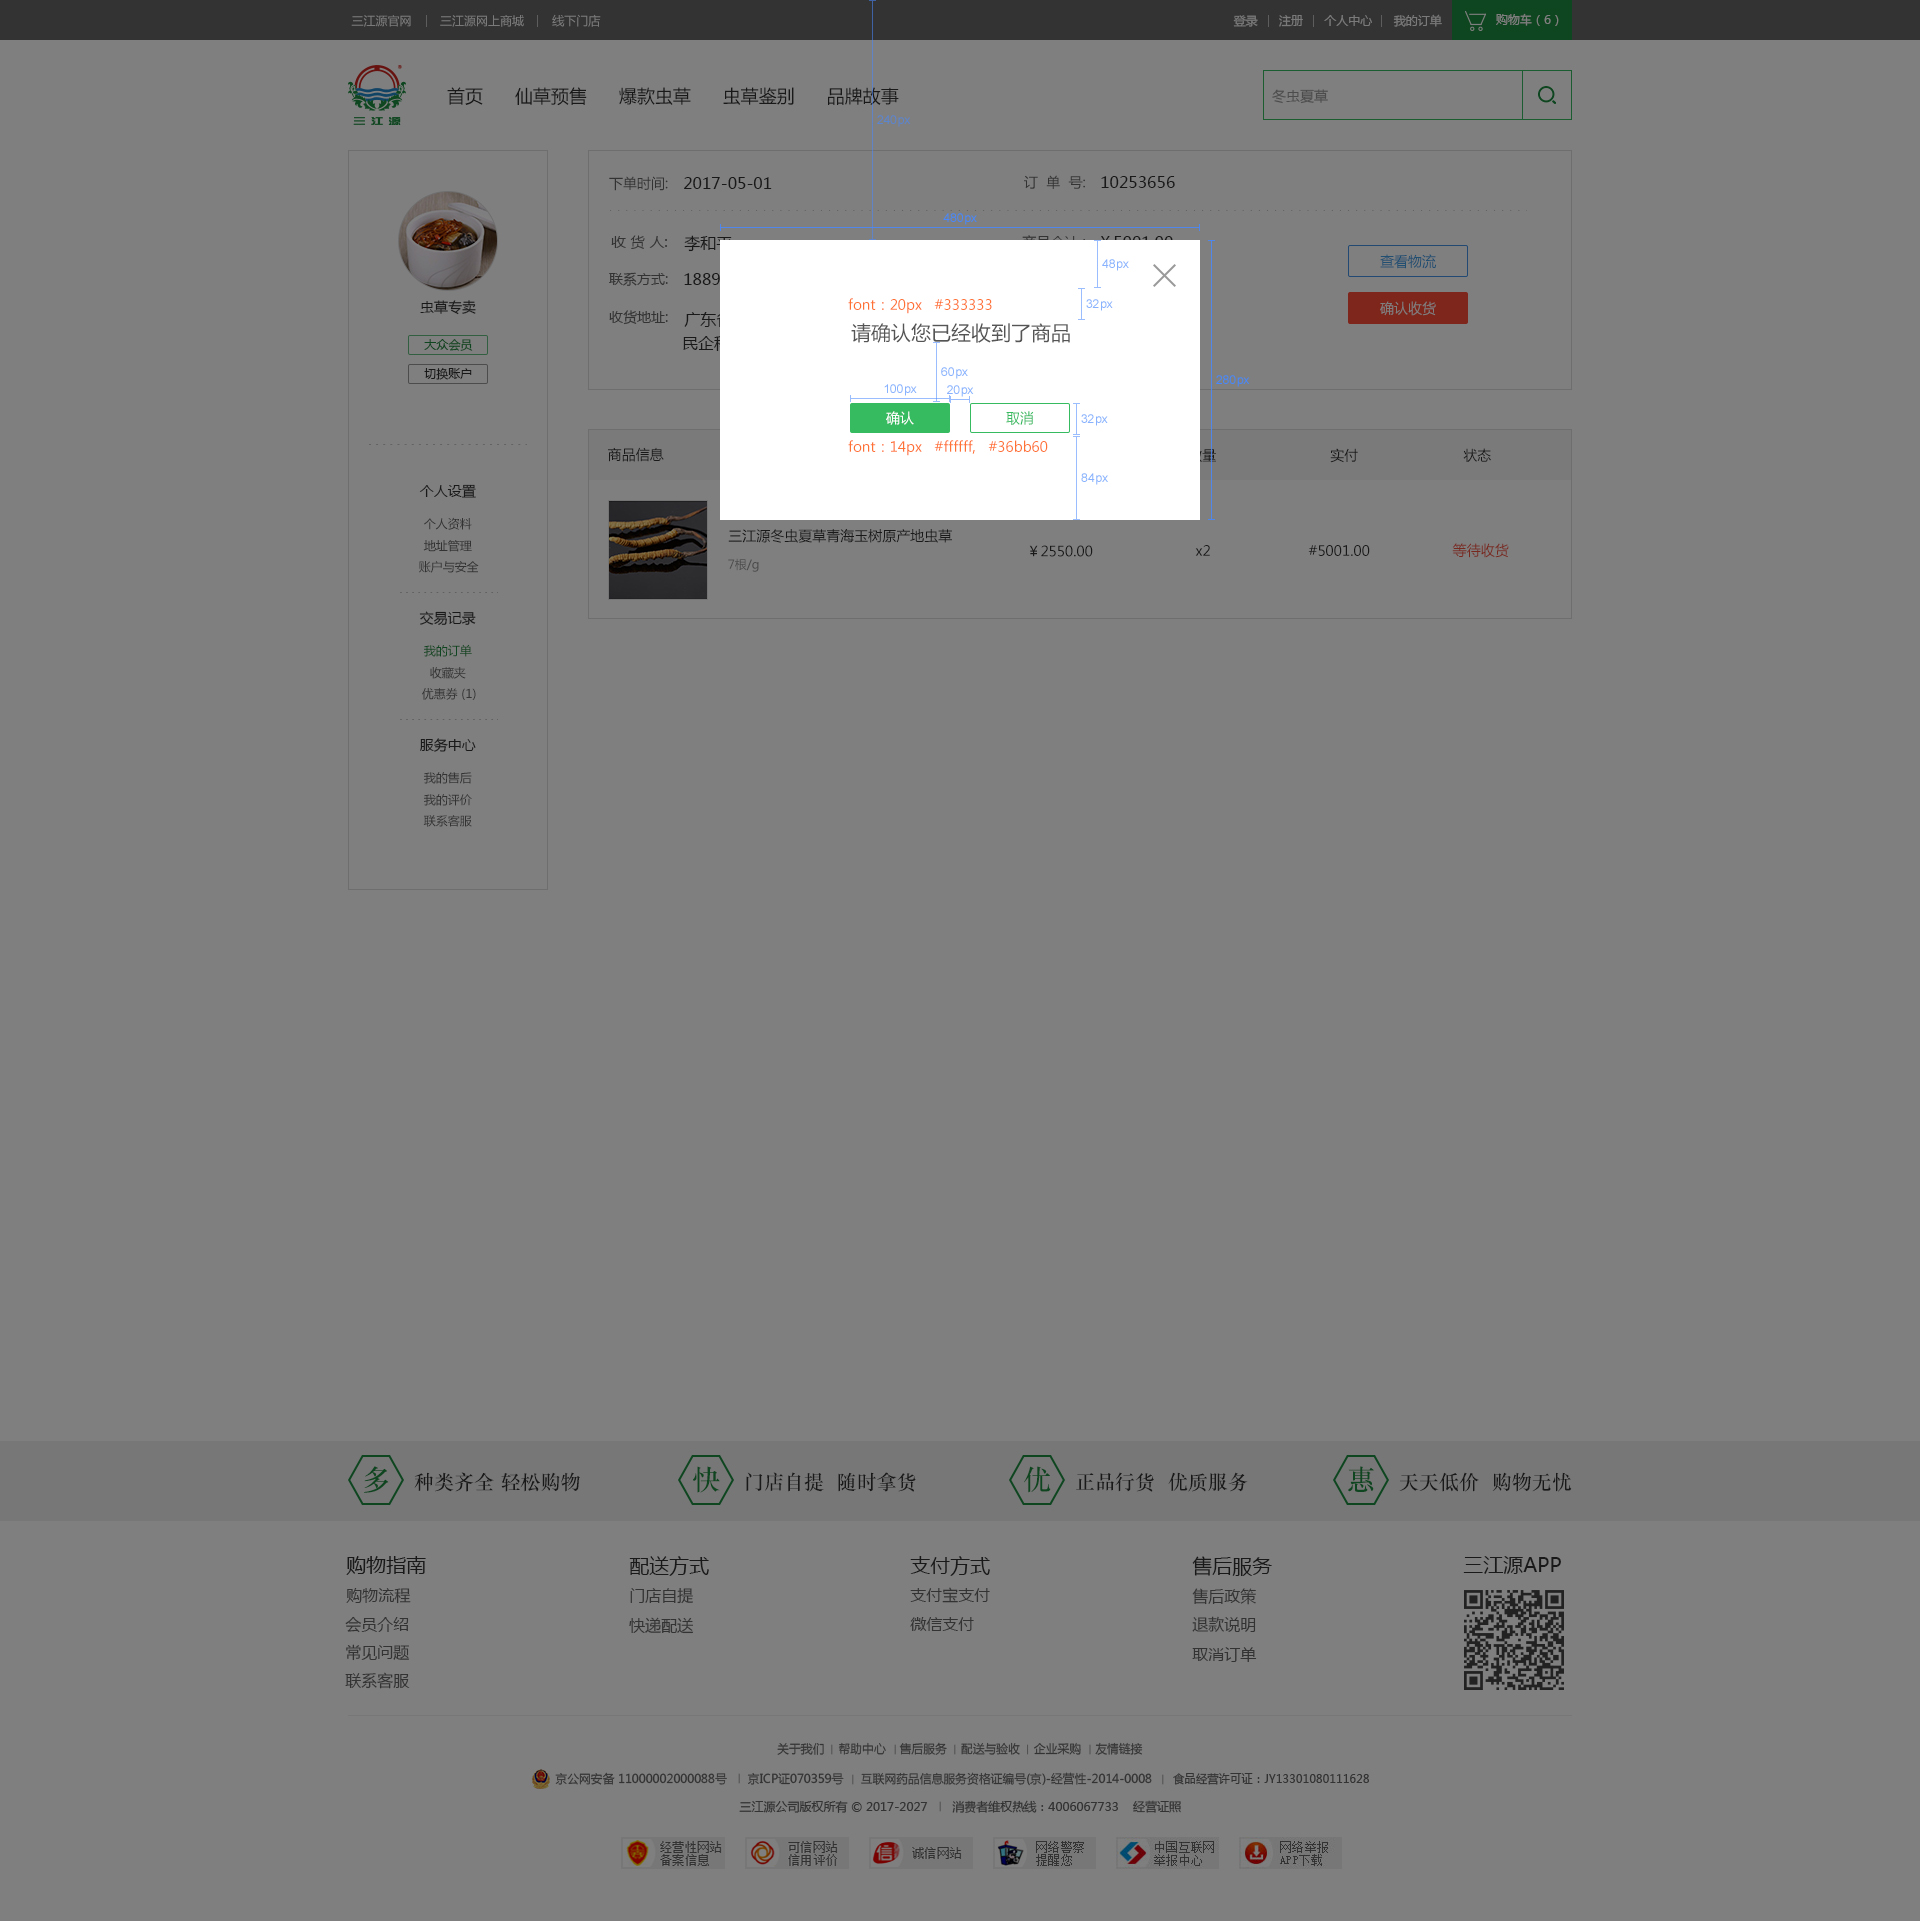 三江源官网 | 三江源网上商城 | 线下门店
登录 | 注册 | 个人中心 | 我的订单
购物车（6）
三江源
首页 仙草预售 爆款虫草 虫草鉴别 品牌故事
冬虫夏草
虫草专卖
大众会员
切换账户
个人设置
个人资料
地址管理
账户与安全
交易记录
我的订单
收藏夹
优惠券 (1)
服务中心
我的售后
我的评价
联系客服
下单时间: 2017-05-01
订 单 号: 10253656
收 货 人: 李和
联系方式: 1889
收货地址: 广东
民企
查看物流
确认收货
48px
font : 20px #333333
32px
请确认您已经收到了商品
60px
100px
20px
确认
取消
32px
font : 14px #ffffff, #36bb60
84px
商品信息
量
实付
状态
三江源冬虫夏草青海玉树原产地虫草
7根/g
¥ 2550.00
x2
#5001.00
等待收货
多 种类齐全 轻松购物
快 门店自提 随时拿货
优 正品行货 优质服务
惠 天天低价 购物无忧
购物指南
购物流程
会员介绍
常见问题
联系客服
配送方式
门店自提
快递配送
支付方式
支付宝支付
微信支付
售后服务
售后政策
退款说明
取消订单
三江源APP
关于我们 | 帮助中心 | 售后服务 | 配送与验收 | 企业采购 | 友情链接
京公网安备 11000002000088号 | 京ICP证070359号 | 互联网药品信息服务资格证编号(京)-经营性-2014-0008 | 食品经营许可证：JY13301080111628
三江源公司版权所有 © 2017-2027 | 消费者维权热线：4006067733 经营证照
经营性网站
备案信息
可信网站
信用评价
信 诚信网站
网络警察
提醒您
中国互联网
举报中心
网络举报
APP下载